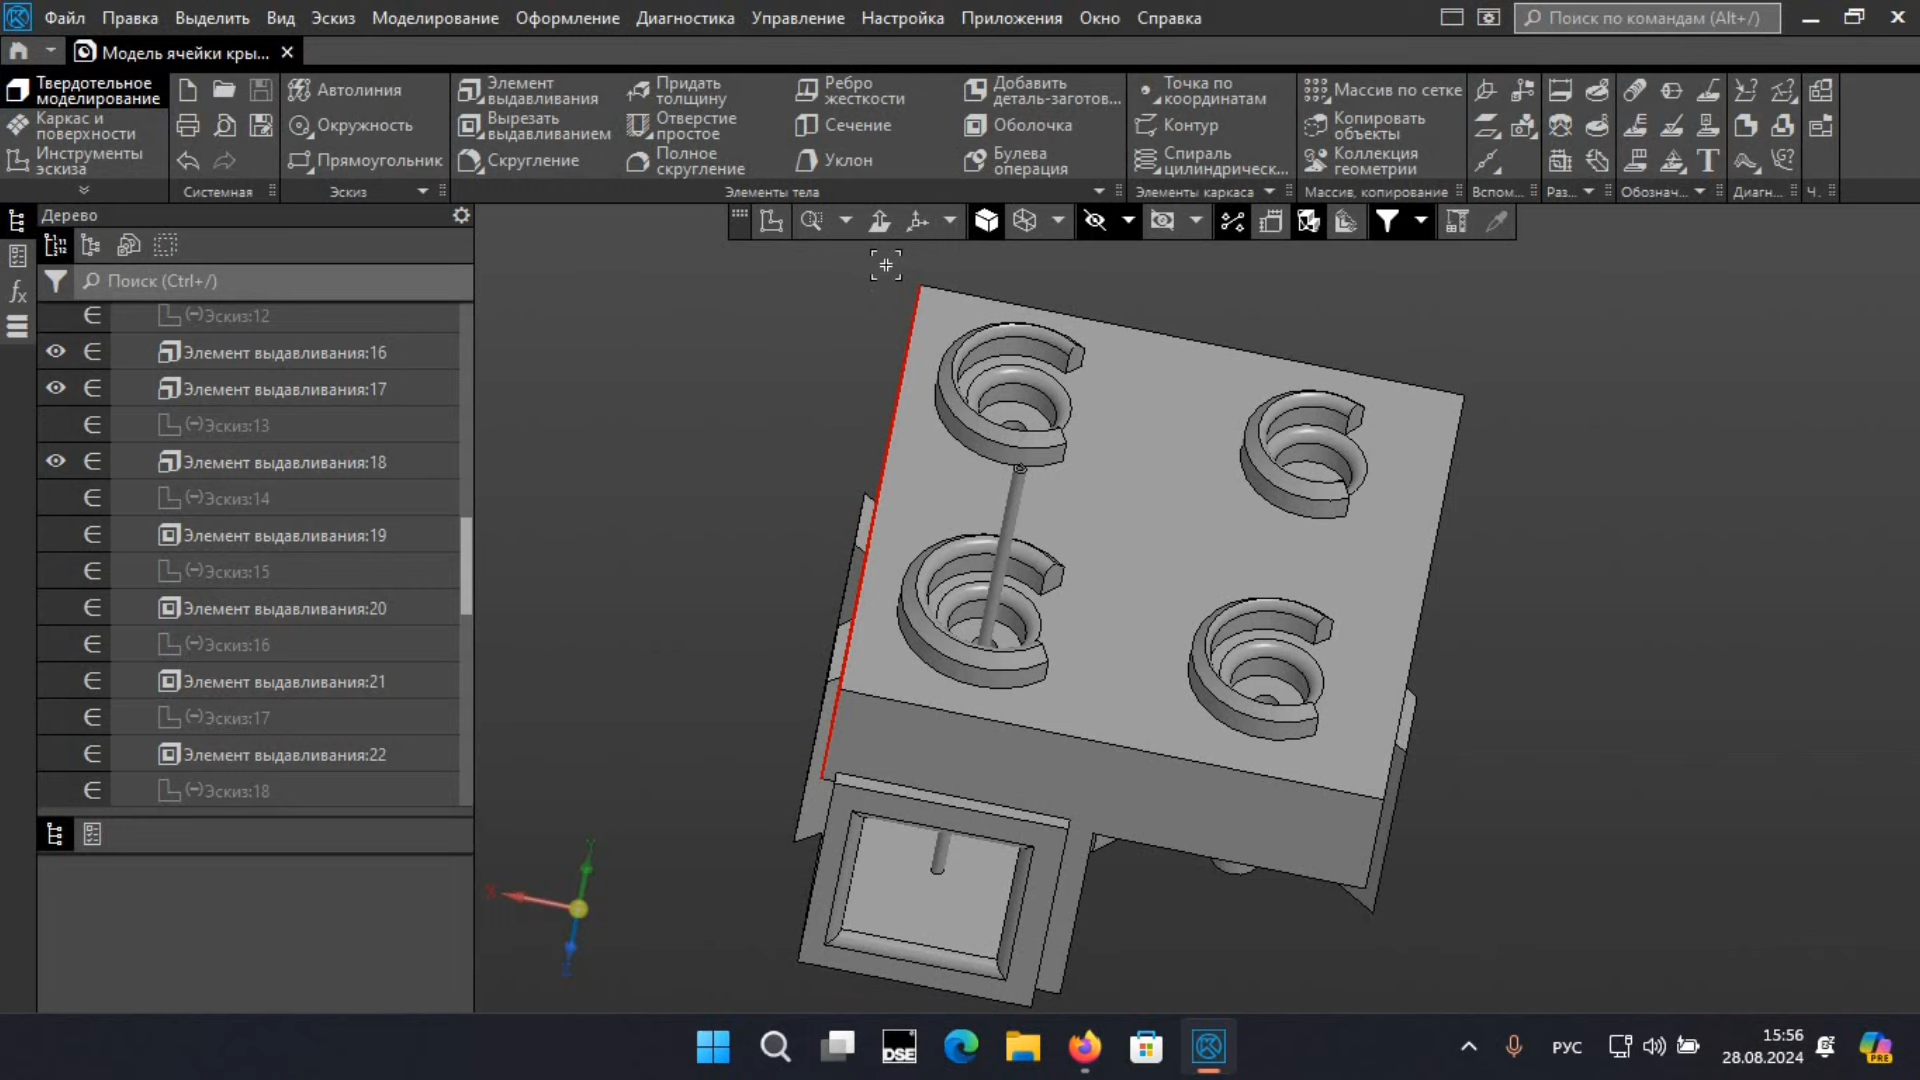 Файл Правка Выделить Вид Эскиз Моделирование Оформление Диагностика Управление Настройка Приложения Окно Справка Поиск по командам (Alt+/)
Модель ячейки кры...
Твердотельное моделирование
Каркас и поверхности
Инструменты эскиза
Системная
Автолиния
Окружность
Прямоугольник
Эскиз
Элемент выдавливания
Вырезать выдавливанием
Скругление
Придать толщину
Отверстие простое
Полное скругление
Ребро жесткости
Сечение
Уклон
Добавить деталь-заготов...
Оболочка
Булева операция
Элементы тела
Точка по координатам
Контур
Спираль цилиндрическ...
Элементы каркаса
Массив по сетке
Копировать объекты
Коллекция геометрии
Массив, копирование
Вспом...
Раз...
Обознач...
Диагн...
Ч...
Дерево
Поиск (Ctrl+/)
(−)Эскиз:12
Элемент выдавливания:16
Элемент выдавливания:17
(−)Эскиз:13
Элемент выдавливания:18
(−)Эскиз:14
Элемент выдавливания:19
(−)Эскиз:15
Элемент выдавливания:20
(−)Эскиз:16
Элемент выдавливания:21
(−)Эскиз:17
Элемент выдавливания:22
(−)Эскиз:18
Y
X
Z
DSE
РУС
15:56
28.08.2024
PRE